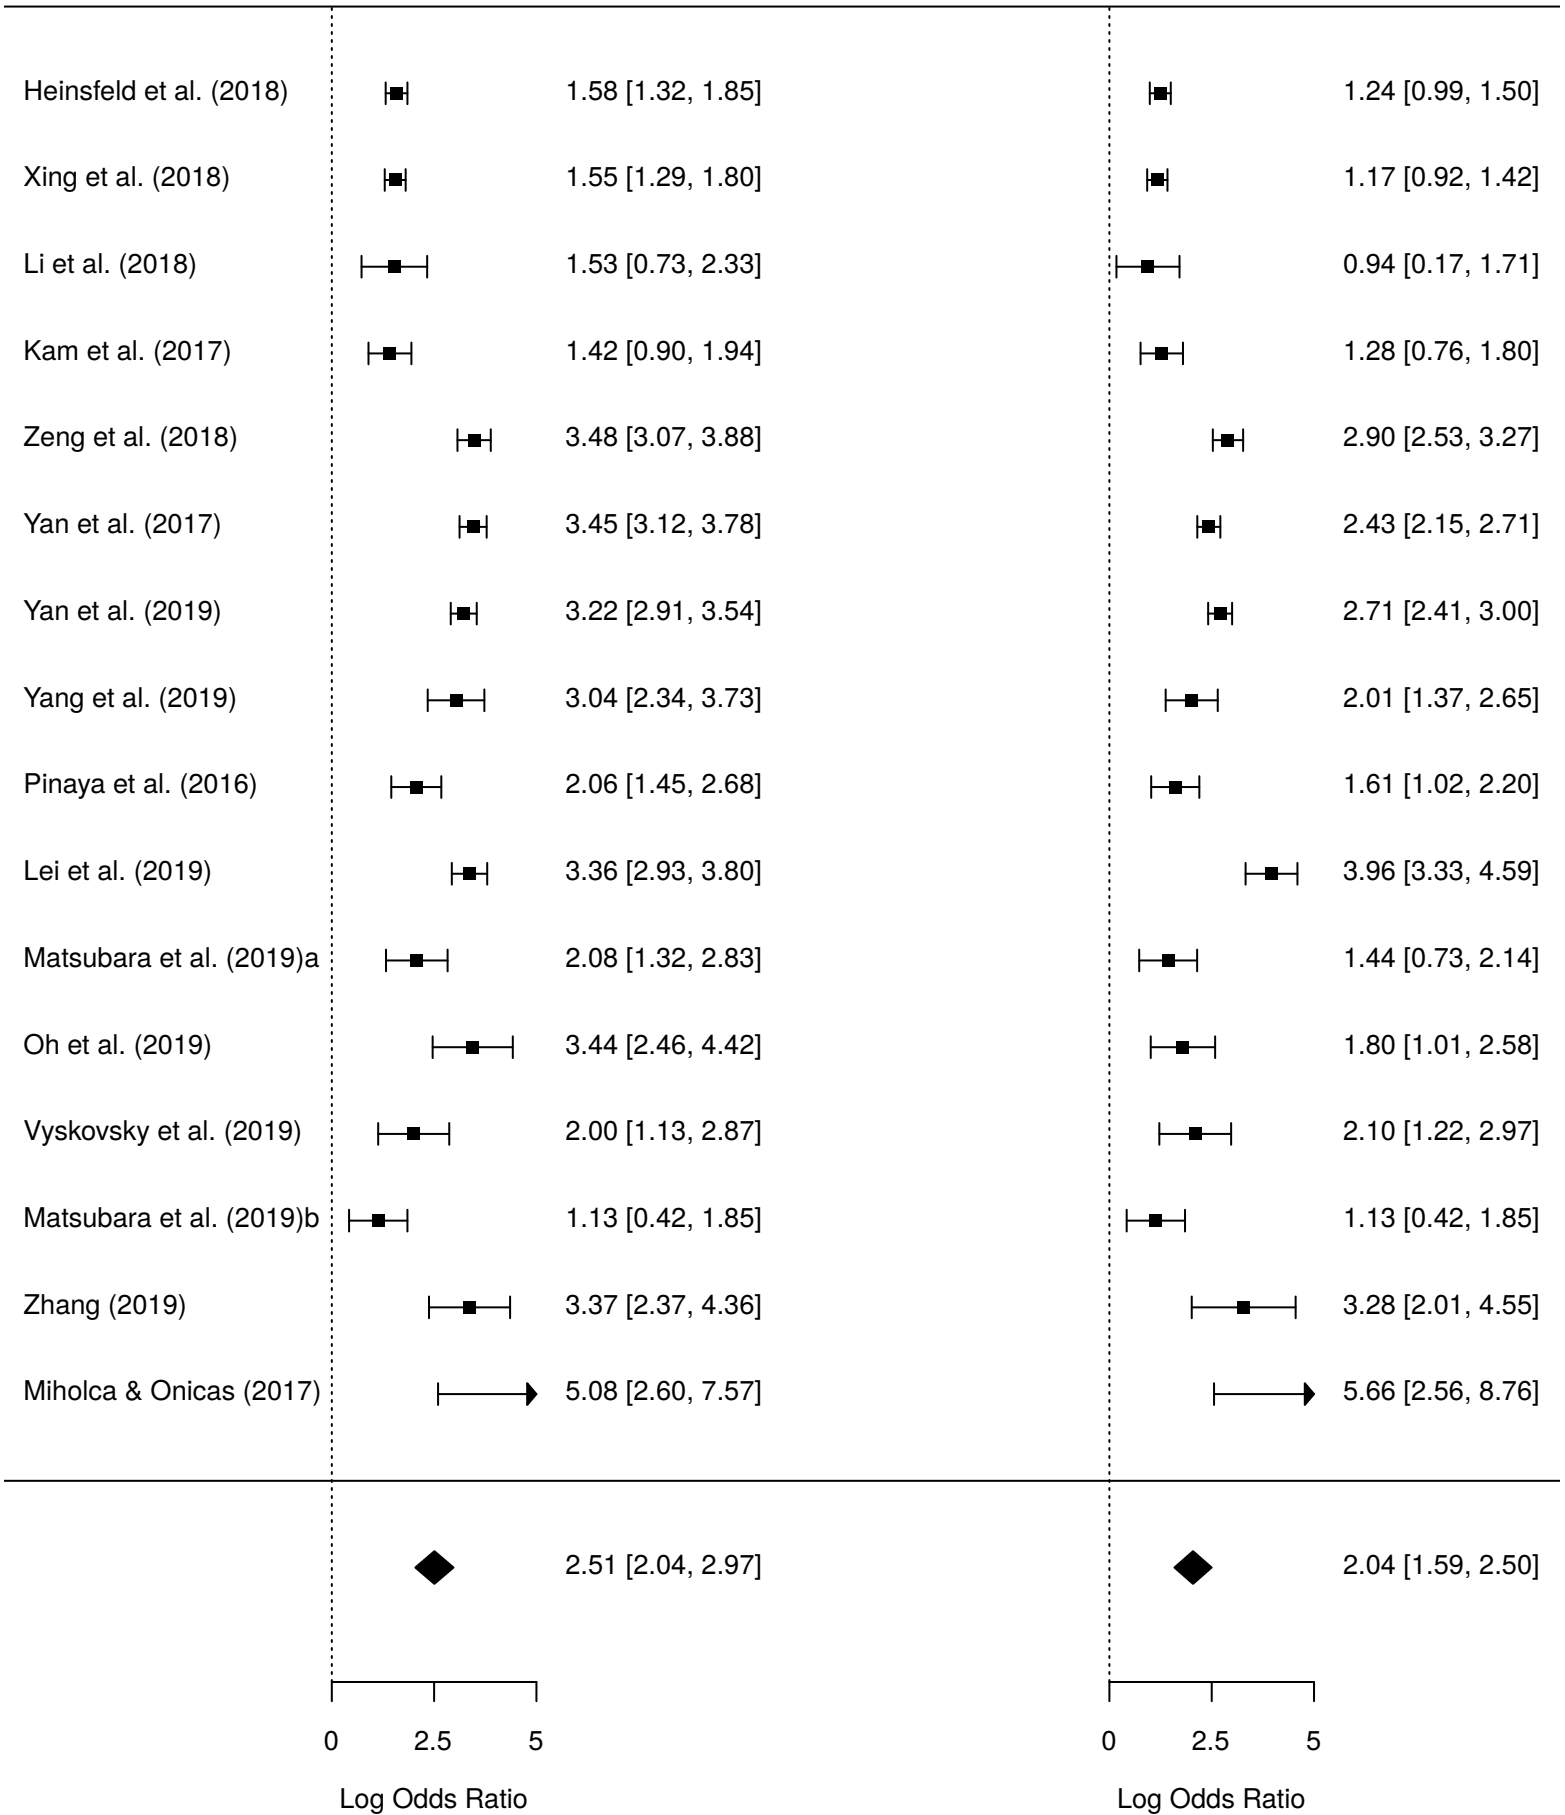 Heinsfeld et al. (2018) 1.58 [1.32, 1.85] 1.24 [0.99, 1.50]
Xing et al. (2018) 1.55 [1.29, 1.80] 1.17 [0.92, 1.42]
Li et al. (2018) 1.53 [0.73, 2.33] 0.94 [0.17, 1.71]
Kam et al. (2017) 1.42 [0.90, 1.94] 1.28 [0.76, 1.80]
Zeng et al. (2018) 3.48 [3.07, 3.88] 2.90 [2.53, 3.27]
Yan et al. (2017) 3.45 [3.12, 3.78] 2.43 [2.15, 2.71]
Yan et al. (2019) 3.22 [2.91, 3.54] 2.71 [2.41, 3.00]
Yang et al. (2019) 3.04 [2.34, 3.73] 2.01 [1.37, 2.65]
Pinaya et al. (2016) 2.06 [1.45, 2.68] 1.61 [1.02, 2.20]
Lei et al. (2019) 3.36 [2.93, 3.80] 3.96 [3.33, 4.59]
Matsubara et al. (2019)a 2.08 [1.32, 2.83] 1.44 [0.73, 2.14]
Oh et al. (2019) 3.44 [2.46, 4.42] 1.80 [1.01, 2.58]
Vyskovsky et al. (2019) 2.00 [1.13, 2.87] 2.10 [1.22, 2.97]
Matsubara et al. (2019)b 1.13 [0.42, 1.85] 1.13 [0.42, 1.85]
Zhang (2019) 3.37 [2.37, 4.36] 3.28 [2.01, 4.55]
Miholca & Onicas (2017) 5.08 [2.60, 7.57] 5.66 [2.56, 8.76]
2.51 [2.04, 2.97] 2.04 [1.59, 2.50]
0 2.5 5 0 2.5 5
Log Odds Ratio Log Odds Ratio